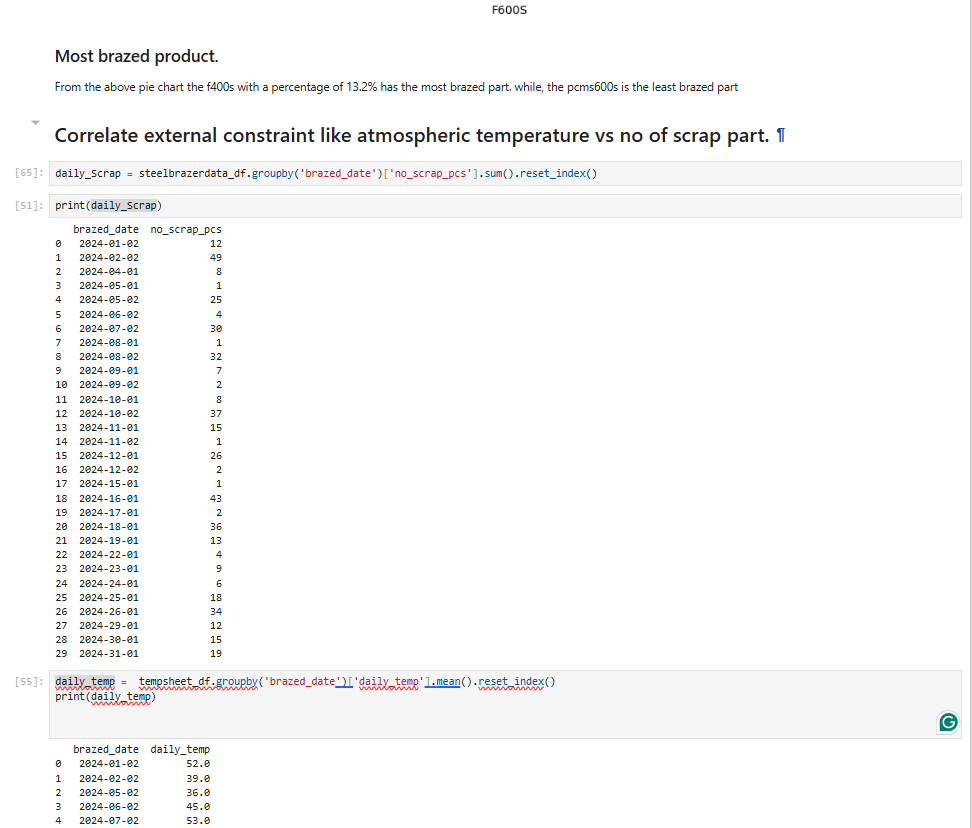 F600S
Most brazed product.
From the above pie chart the f400s with a percentage of 13.2% has the most brazed part. while, the pcms600s is the least brazed part
Correlate external constraint like atmospheric temperature vs no of scrap part. ¶
[65]: daily_Scrap = steelbrazerdata_df.groupby('brazed_date')['no_scrap_pcs'].sum().reset_index()
[51]: print(daily_Scrap)
brazed_date no_scrap_pcs
0 2024-01-02 12
1 2024-02-02 49
2 2024-04-01 8
3 2024-05-01 1
4 2024-05-02 25
5 2024-06-02 4
6 2024-07-02 30
7 2024-08-01 1
8 2024-08-02 32
9 2024-09-01 7
10 2024-09-02 2
11 2024-10-01 8
12 2024-10-02 37
13 2024-11-01 15
14 2024-11-02 1
15 2024-12-01 26
16 2024-12-02 2
17 2024-15-01 1
18 2024-16-01 43
19 2024-17-01 2
20 2024-18-01 36
21 2024-19-01 13
22 2024-22-01 4
23 2024-23-01 9
24 2024-24-01 6
25 2024-25-01 18
26 2024-26-01 34
27 2024-29-01 12
28 2024-30-01 15
29 2024-31-01 19
[55]: daily_temp = tempsheet_df.groupby('brazed_date')['daily_temp'].mean().reset_index()
print(daily_temp)
brazed_date daily_temp
0 2024-01-02 52.0
1 2024-02-02 39.0
2 2024-05-02 36.0
3 2024-06-02 45.0
4 2024-07-02 53.0